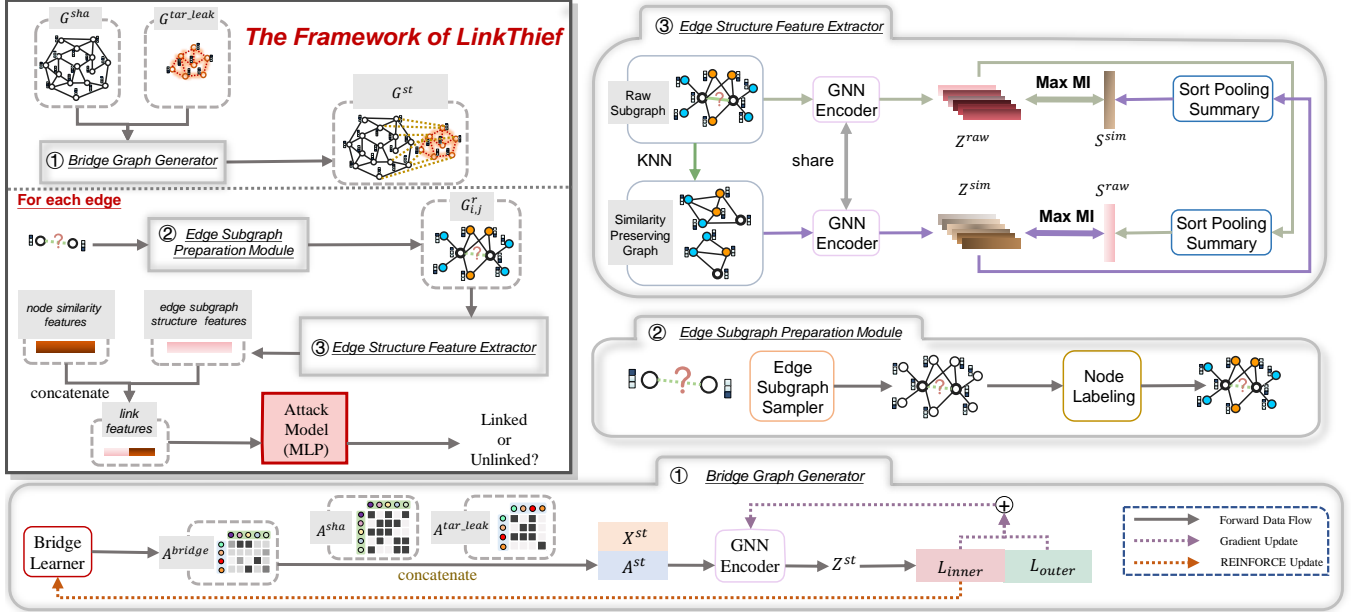 G^{sha}
G^{tar_leak}
The Framework of LinkThief
G^{st}
① Bridge Graph Generator
For each edge
?
② Edge Subgraph
Preparation Module
G^{r}_{i,j}
?
node similarity
features
edge subgraph
structure features
③ Edge Structure Feature Extractor
concatenate
link
features
Attack
Model
(MLP)
Linked
or
Unlinked?
③ Edge Structure Feature Extractor
Raw
Subgraph
?
GNN
Encoder
Z^{raw}
Max MI
S^{sim}
Sort Pooling
Summary
KNN
share
Similarity
Preserving
Graph
GNN
Encoder
Z^{sim}
Max MI
S^{raw}
Sort Pooling
Summary
② Edge Subgraph Preparation Module
?
Edge
Subgraph
Sampler
?
Node
Labeling
?
① Bridge Graph Generator
Bridge
Learner
A^{bridge}
A^{sha}
A^{tar_leak}
concatenate
X^{st}
A^{st}
GNN
Encoder
Z^{st}
+
L_{inner}
L_{outer}
Forward Data Flow
Gradient Update
REINFORCE Update